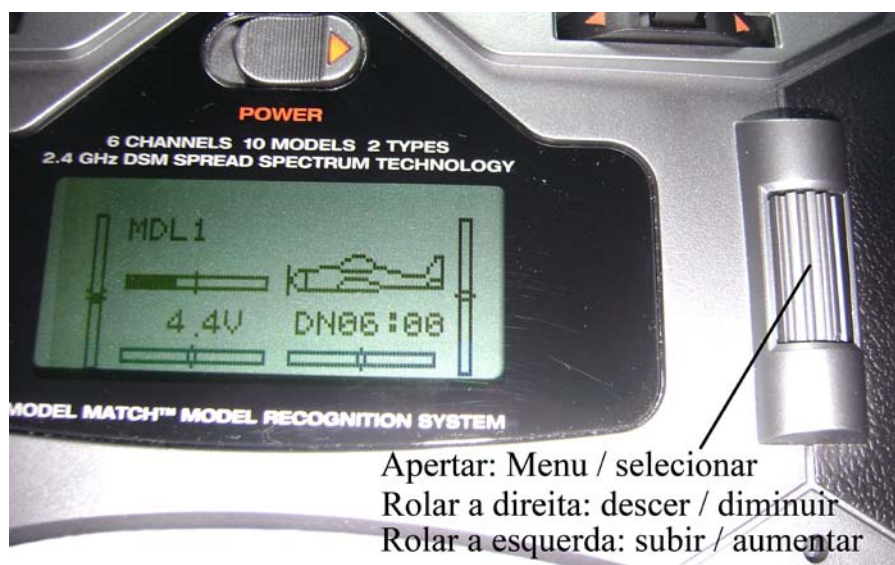 POWER
6 CHANNELS 10 MODELS 2 TYPES
2.4 GHz DSM SPREAD SPECTRUM TECHNOLOGY
MDL1
4.4V DN06:00
MODEL MATCH™ MODEL RECOGNITION SYSTEM
Apertar: Menu / selecionar
Rolar a direita: descer / diminuir
Rolar a esquerda: subir / aumentar